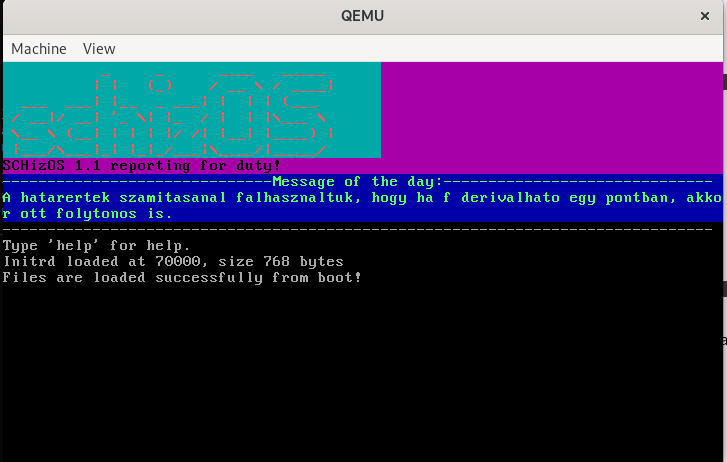 QEMU
Machine View
SCHizOS 1.1 reporting for duty!
------------------------------Message of the day:------------------------------
A hatarertek szamitasanal falhasznaltuk, hogy ha f derivalhato egy pontban, akko
r ott folytonos is.
--------------------------------------------------------------------------------
Type 'help' for help.
Initrd loaded at 70000, size 768 bytes
Files are loaded successfully from boot!